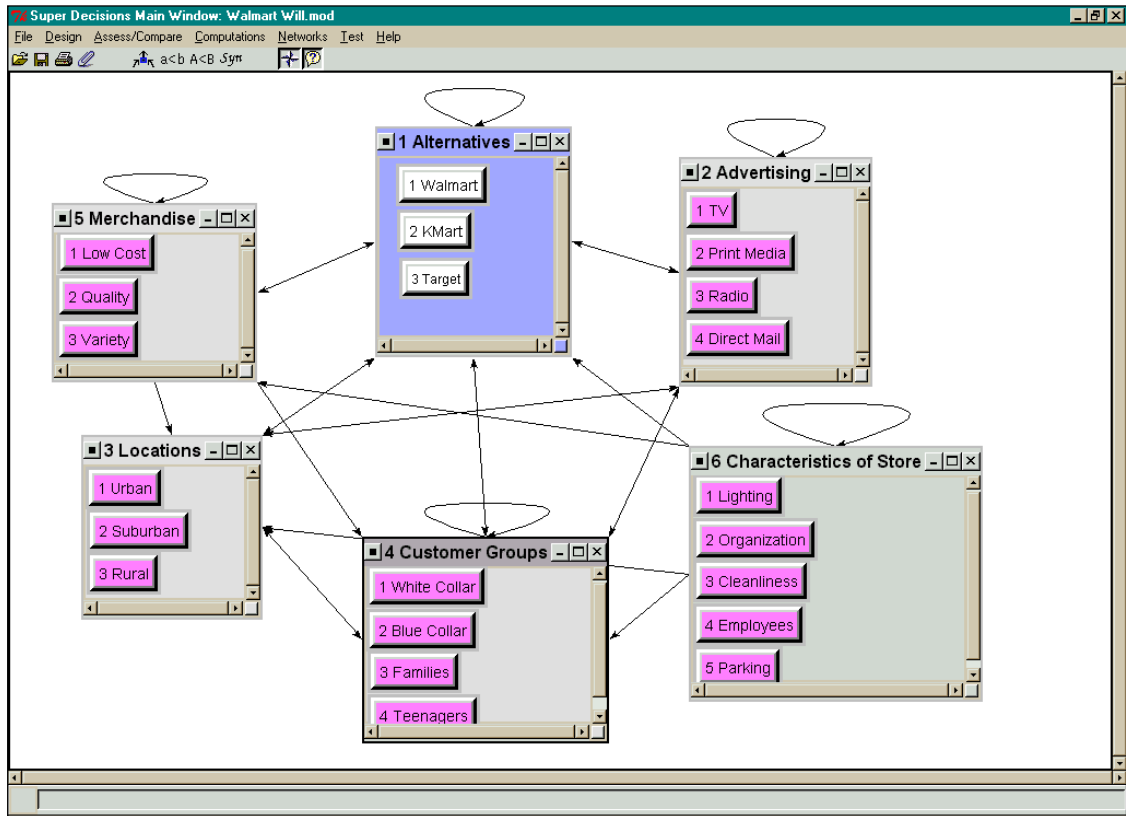 Super Decisions Main Window: Walmart Will.mod
File Design Assess/Compare Computations Networks Test Help
a<b A<B Syn
1 Alternatives
1 Walmart
2 KMart
3 Target
2 Advertising
1 TV
2 Print Media
3 Radio
4 Direct Mail
5 Merchandise
1 Low Cost
2 Quality
3 Variety
3 Locations
1 Urban
2 Suburban
3 Rural
4 Customer Groups
1 White Collar
2 Blue Collar
3 Families
4 Teenagers
6 Characteristics of Store
1 Lighting
2 Organization
3 Cleanliness
4 Employees
5 Parking